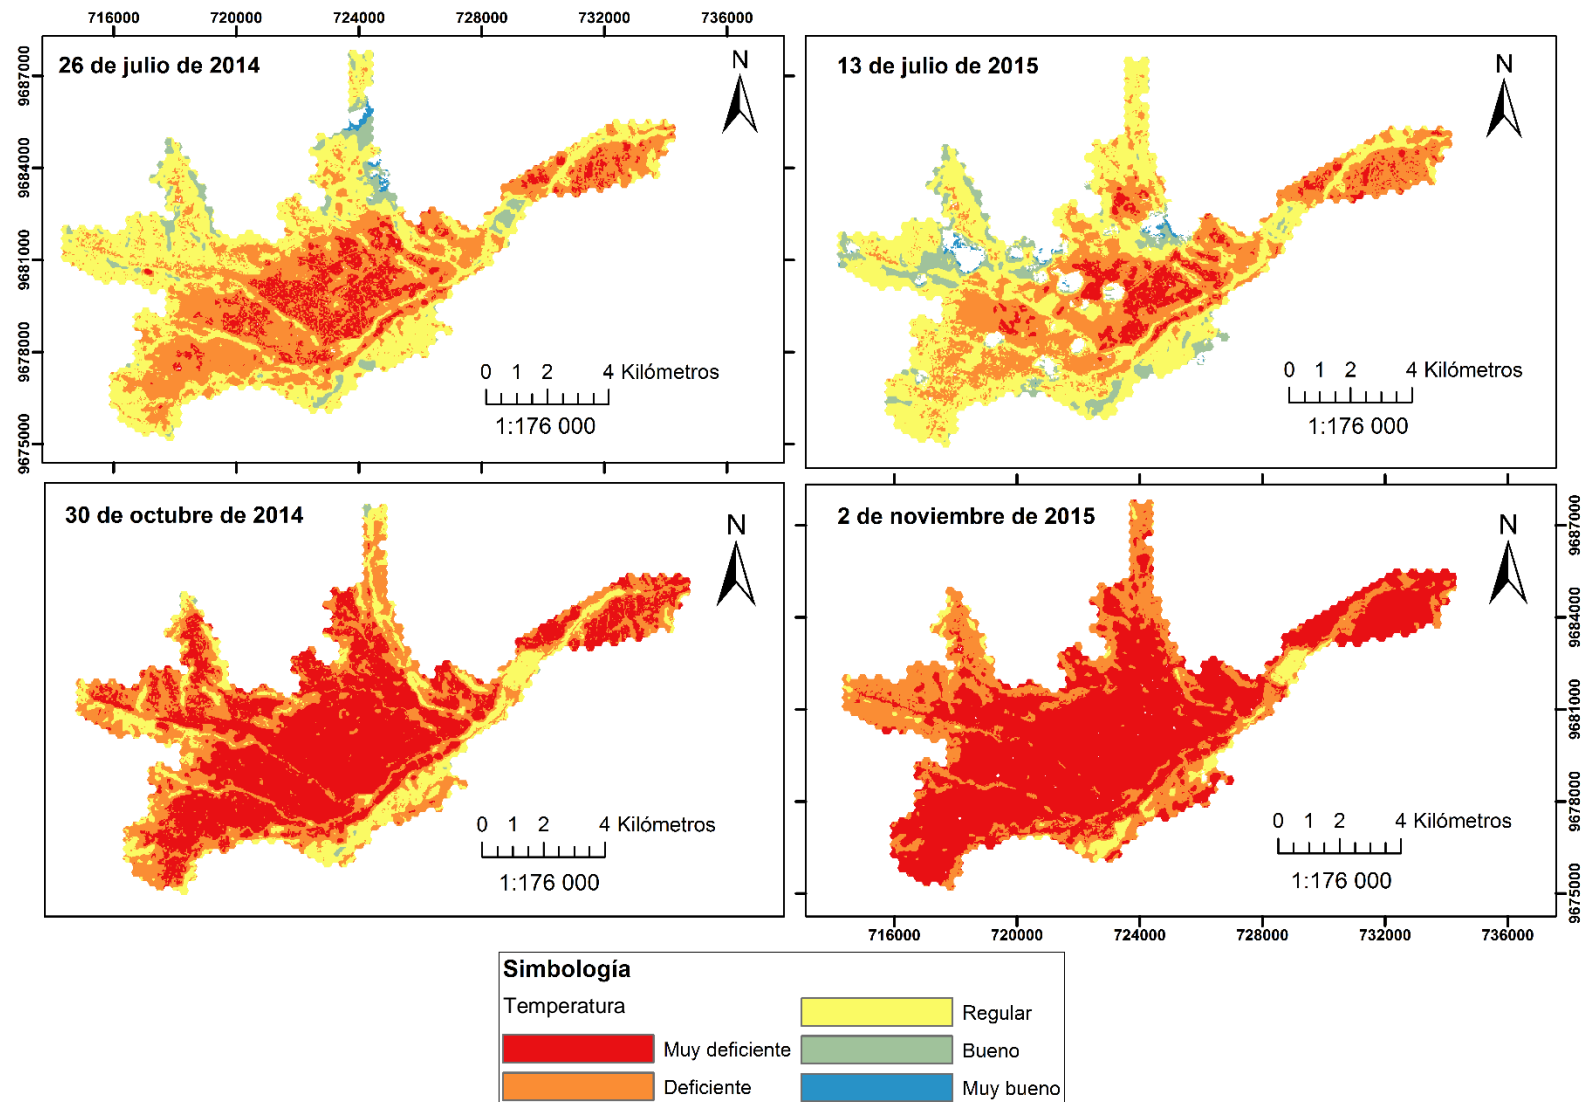 716000 720000 724000 728000 732000 736000
26 de julio de 2014
N
9687000
9684000
9681000
9678000
9675000
0 1 2 4 Kilómetros
1:176 000
13 de julio de 2015
N
0 1 2 4 Kilómetros
1:176 000
30 de octubre de 2014
N
0 1 2 4 Kilómetros
1:176 000
2 de noviembre de 2015
N
9687000
9684000
9681000
9678000
9675000
0 1 2 4 Kilómetros
1:176 000
716000 720000 724000 728000 732000 736000
Simbología
Temperatura
Muy deficiente
Deficiente
Regular
Bueno
Muy bueno